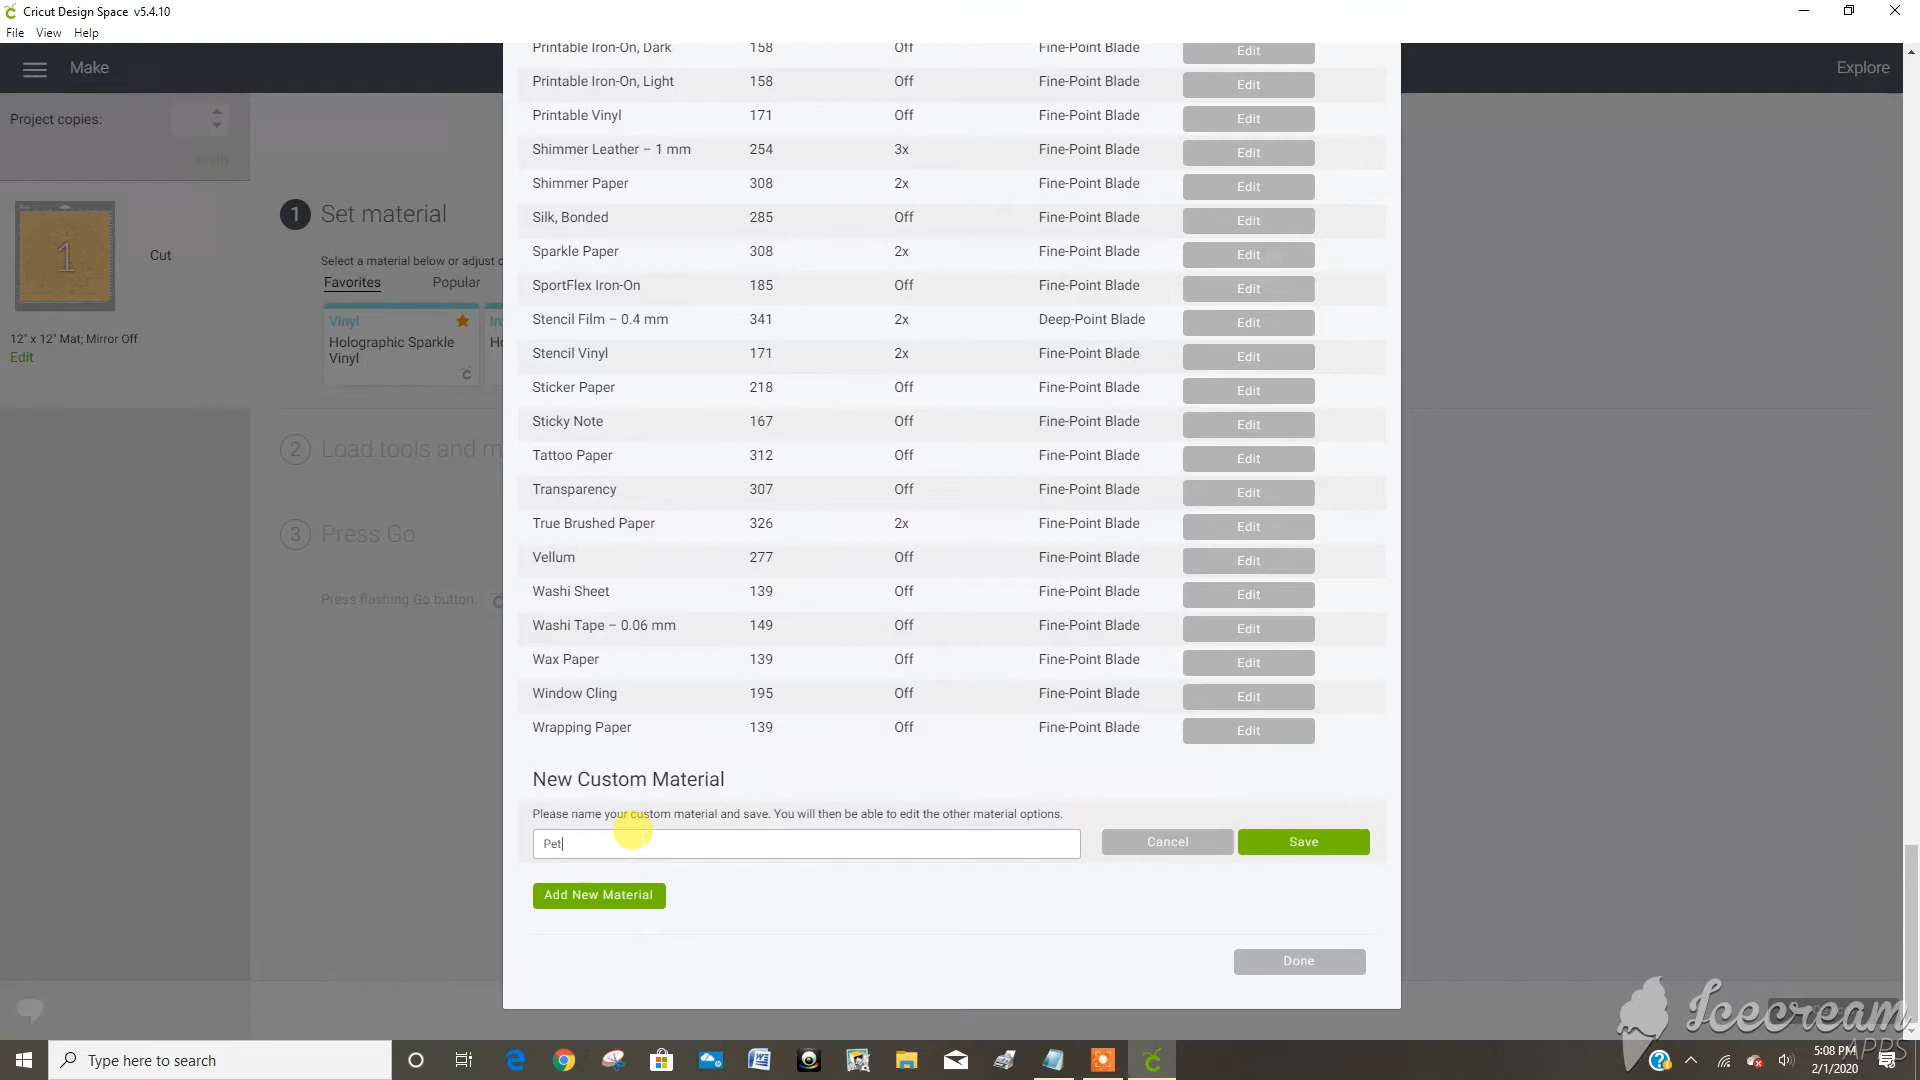 Cricut Design Space v5.4.10
File View Help
Make
Explore
Project copies:
Apply
1
Cut
12" x 12" Mat; Mirror Off
Edit
1 Set material
Select a material below or adjust
Favorites Popular
Vinyl
Holographic Sparkle
Vinyl
2 Load tools and m
3 Press Go
Press flashing Go button.
Printable Iron-On, Dark 158 Off Fine-Point Blade Edit
Printable Iron-On, Light 158 Off Fine-Point Blade Edit
Printable Vinyl 171 Off Fine-Point Blade Edit
Shimmer Leather – 1 mm 254 3x Fine-Point Blade Edit
Shimmer Paper 308 2x Fine-Point Blade Edit
Silk, Bonded 285 Off Fine-Point Blade Edit
Sparkle Paper 308 2x Fine-Point Blade Edit
SportFlex Iron-On 185 Off Fine-Point Blade Edit
Stencil Film – 0.4 mm 341 2x Deep-Point Blade Edit
Stencil Vinyl 171 2x Fine-Point Blade Edit
Sticker Paper 218 Off Fine-Point Blade Edit
Sticky Note 167 Off Fine-Point Blade Edit
Tattoo Paper 312 Off Fine-Point Blade Edit
Transparency 307 Off Fine-Point Blade Edit
True Brushed Paper 326 2x Fine-Point Blade Edit
Vellum 277 Off Fine-Point Blade Edit
Washi Sheet 139 Off Fine-Point Blade Edit
Washi Tape – 0.06 mm 149 Off Fine-Point Blade Edit
Wax Paper 139 Off Fine-Point Blade Edit
Window Cling 195 Off Fine-Point Blade Edit
Wrapping Paper 139 Off Fine-Point Blade Edit
New Custom Material
Please name your custom material and save. You will then be able to edit the other material options.
Pet Cancel Save
Add New Material
Done
Icecream
APPS
Type here to search
5:08 PM
2/1/2020